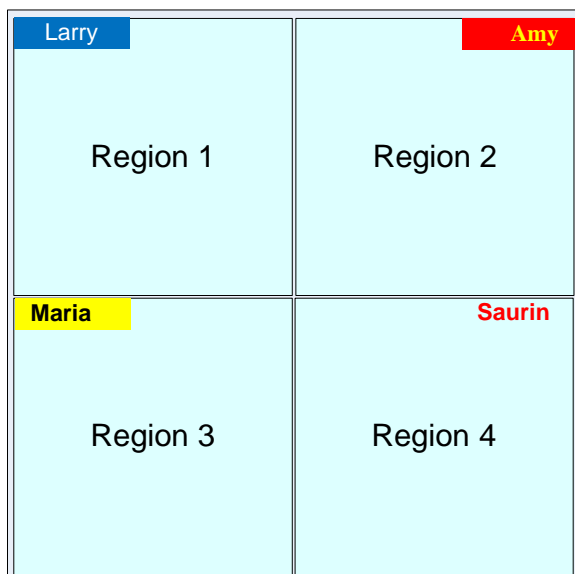 Larry
Amy
Region 1
Region 2
Maria
Saurin
Region 3
Region 4